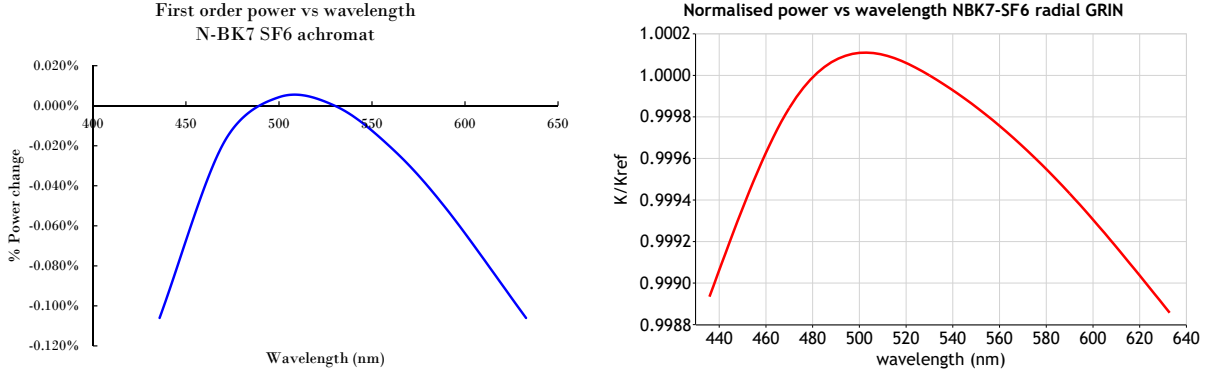 First order power vs wavelength
N-BK7 SF6 achromat
0.020%
0.000%
-0.020%
-0.040%
-0.060%
-0.080%
-0.100%
-0.120%
400
450
500
550
600
650
% Power change
Wavelength (nm)
Normalised power vs wavelength NBK7-SF6 radial GRIN
1.0002
1.0000
0.9998
0.9996
0.9994
0.9992
0.9990
0.9988
K/Kref
440 460 480 500 520 540 560 580 600 620 640
wavelength (nm)